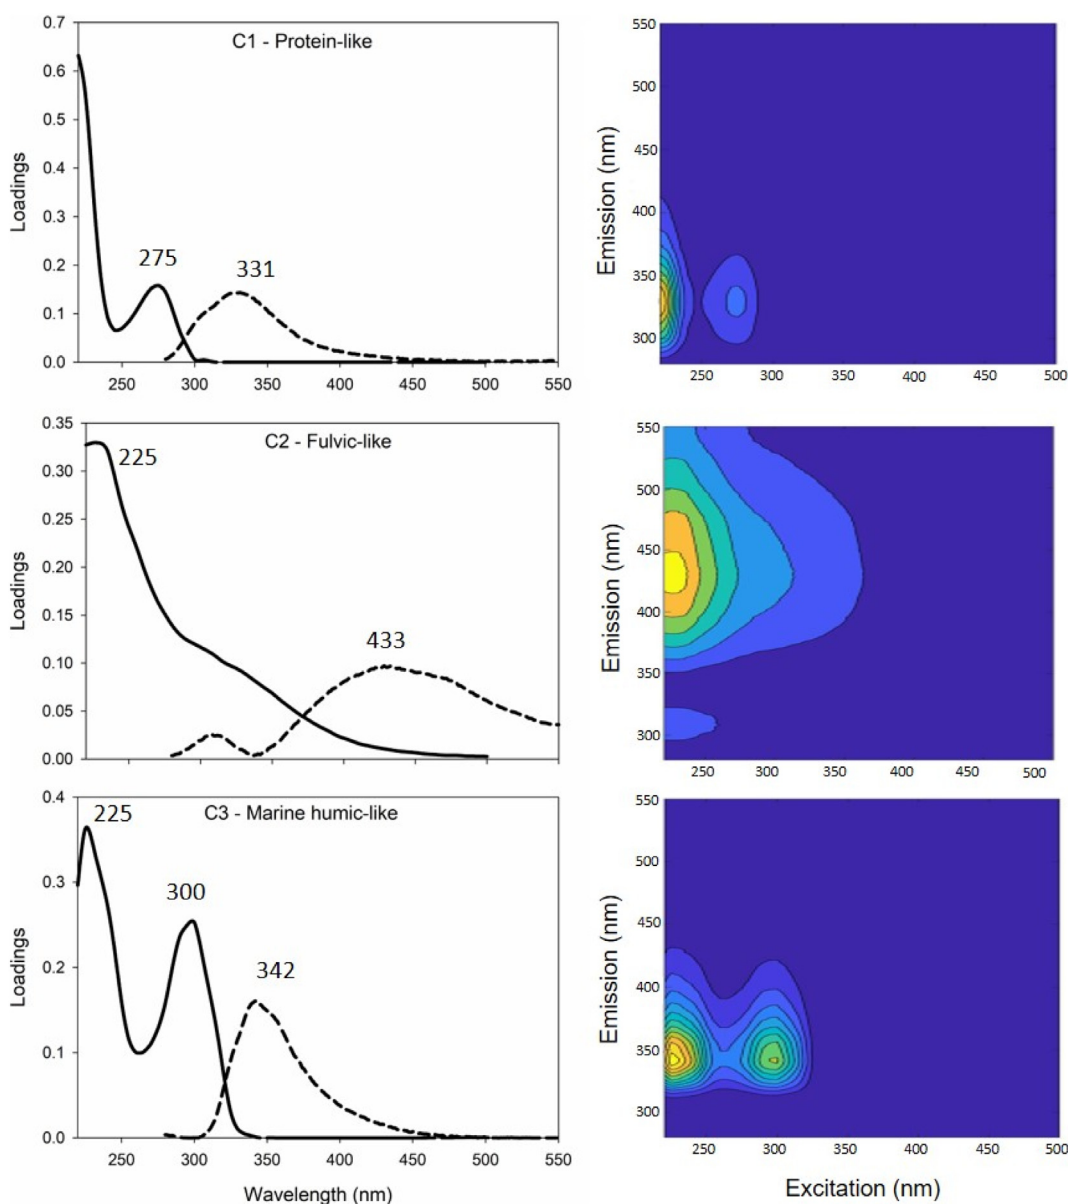 C1 - Protein-like
Loadings
0.7
0.6
0.5
0.4
0.3
0.2
0.1
0.0
275
331
250 300 350 400 450 500 550
Emission (nm)
550
500
450
400
350
300
250 300 350 400 450 500
C2 - Fulvic-like
Loadings
0.35
0.30
0.25
0.20
0.15
0.10
0.05
0.00
225
433
Emission (nm)
550
500
450
400
350
300
250 300 350 400 450 500
C3 - Marine humic-like
Loadings
0.4
0.3
0.2
0.1
0.0
225
300
342
250 300 350 400 450 500 550
Wavelength (nm)
Emission (nm)
550
500
450
400
350
300
250 300 350 400 450 500
Excitation (nm)